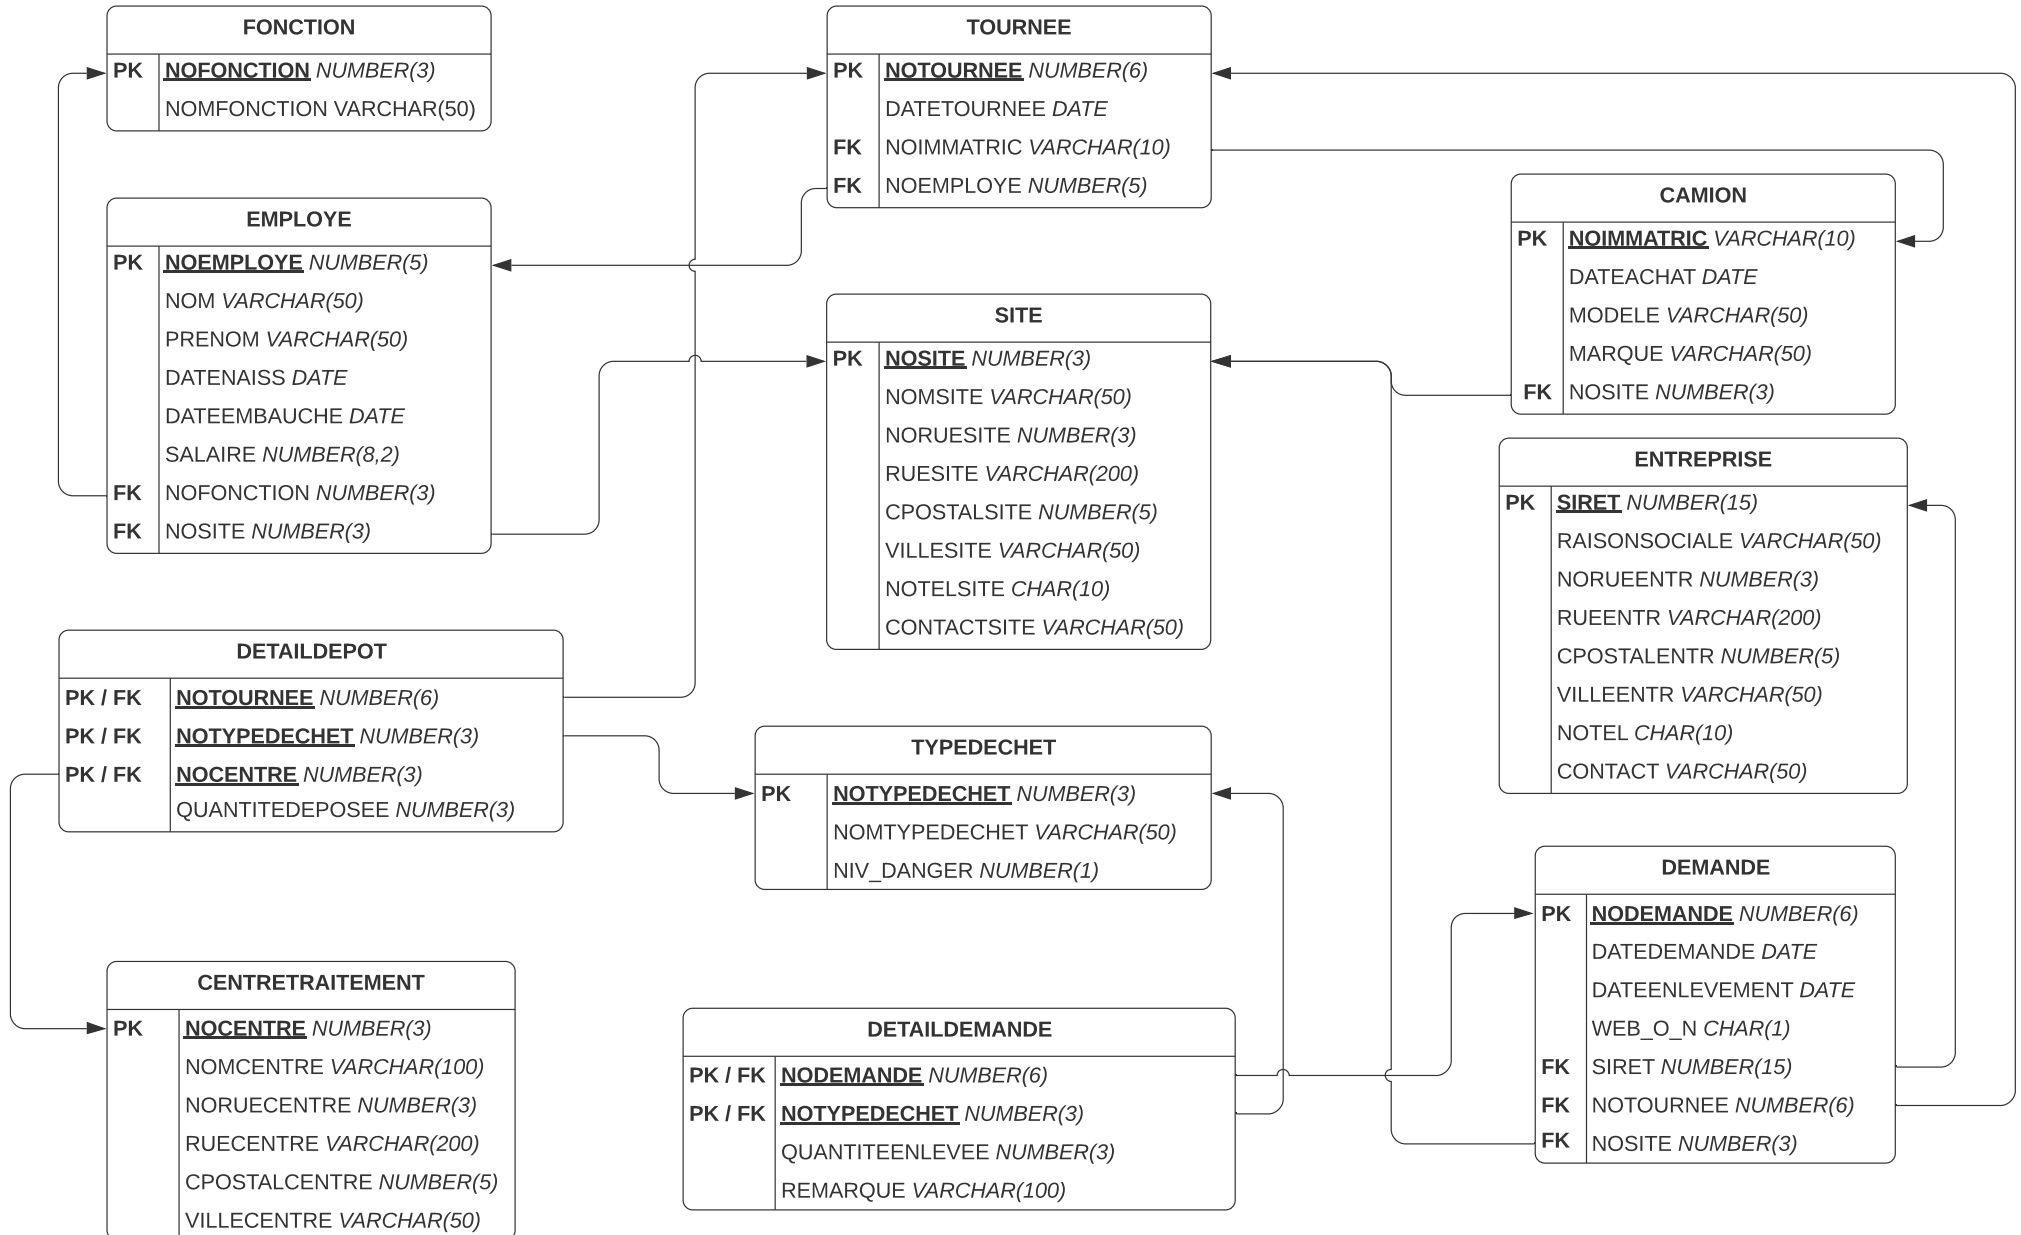 FONCTION
PK NOFONCTION NUMBER(3)
NOMFONCTION VARCHAR(50)
EMPLOYE
PK NOEMPLOYE NUMBER(5)
NOM VARCHAR(50)
PRENOM VARCHAR(50)
DATENAISS DATE
DATEEMBAUCHE DATE
SALAIRE NUMBER(8,2)
FK NOFONCTION NUMBER(3)
FK NOSITE NUMBER(3)
DETAILDEPOT
PK / FK NOTOURNEE NUMBER(6)
PK / FK NOTYPEDECHET NUMBER(3)
PK / FK NOCENTRE NUMBER(3)
QUANTITEDEPOSEE NUMBER(3)
CENTRETRAITEMENT
PK NOCENTRE NUMBER(3)
NOMCENTRE VARCHAR(100)
NORUECENTRE NUMBER(3)
RUECENTRE VARCHAR(200)
CPOSTALCENTRE NUMBER(5)
VILLECENTRE VARCHAR(50)
TOURNEE
PK NOTOURNEE NUMBER(6)
DATETOURNEE DATE
FK NOIMMATRIC VARCHAR(10)
FK NOEMPLOYE NUMBER(5)
SITE
PK NOSITE NUMBER(3)
NOMSITE VARCHAR(50)
NORUESITE NUMBER(3)
RUESITE VARCHAR(200)
CPOSTALSITE NUMBER(5)
VILLESITE VARCHAR(50)
NOTELSITE CHAR(10)
CONTACTSITE VARCHAR(50)
TYPEDECHET
PK NOTYPEDECHET NUMBER(3)
NOMTYPEDECHET VARCHAR(50)
NIV_DANGER NUMBER(1)
DETAILDEMANDE
PK / FK NODEMANDE NUMBER(6)
PK / FK NOTYPEDECHET NUMBER(3)
QUANTITEENLEVEE NUMBER(3)
REMARQUE VARCHAR(100)
CAMION
PK NOIMMATRIC VARCHAR(10)
DATEACHAT DATE
MODELE VARCHAR(50)
MARQUE VARCHAR(50)
FK NOSITE NUMBER(3)
ENTREPRISE
PK SIRET NUMBER(15)
RAISONSOCIALE VARCHAR(50)
NORUEENTR NUMBER(3)
RUEENTR VARCHAR(200)
CPOSTALENTR NUMBER(5)
VILLEENTR VARCHAR(50)
NOTEL CHAR(10)
CONTACT VARCHAR(50)
DEMANDE
PK NODEMANDE NUMBER(6)
DATEDEMANDE DATE
DATEENLEVEMENT DATE
WEB_O_N CHAR(1)
FK SIRET NUMBER(15)
FK NOTOURNEE NUMBER(6)
FK NOSITE NUMBER(3)